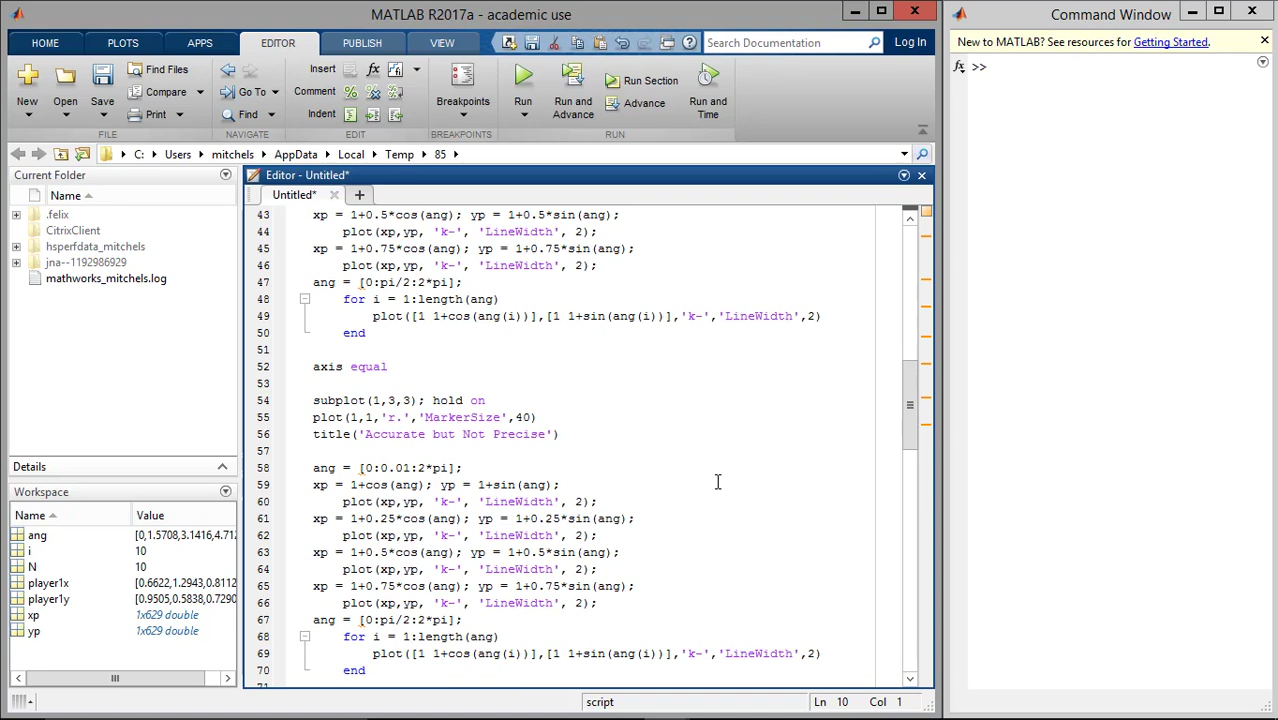 MATLAB R2017a - academic use
HOME PLOTS APPS EDITOR PUBLISH VIEW Search Documentation Log In
New Open Save Find Files Compare Print
Go To Find
Insert Comment Indent
Breakpoints
Run Run and Advance Run Section Advance Run and Time
FILE NAVIGATE EDIT BREAKPOINTS RUN
C: Users mitchels AppData Local Temp 85
Current Folder
Name
.felix
CitrixClient
hsperfdata_mitchels
jna--1192986929
mathworks_mitchels.log
Details
Workspace
Name Value
ang [0,1.5708,3.1416,4.712
i 10
N 10
player1x [0.6622,1.2943,0.8112
player1y [0.9505,0.5838,0.7290
xp 1x629 double
yp 1x629 double
Editor - Untitled*
Untitled* +
43 xp = 1+0.5*cos(ang); yp = 1+0.5*sin(ang);
44 plot(xp,yp, 'k-', 'LineWidth', 2);
45 xp = 1+0.75*cos(ang); yp = 1+0.75*sin(ang);
46 plot(xp,yp, 'k-', 'LineWidth', 2);
47 ang = [0:pi/2:2*pi];
48 for i = 1:length(ang)
49 plot([1 1+cos(ang(i))],[1 1+sin(ang(i))],'k-','LineWidth',2)
50 end
51
52 axis equal
53
54 subplot(1,3,3); hold on
55 plot(1,1,'r.','MarkerSize',40)
56 title('Accurate but Not Precise')
57
58 ang = [0:0.01:2*pi];
59 xp = 1+cos(ang); yp = 1+sin(ang);
60 plot(xp,yp, 'k-', 'LineWidth', 2);
61 xp = 1+0.25*cos(ang); yp = 1+0.25*sin(ang);
62 plot(xp,yp, 'k-', 'LineWidth', 2);
63 xp = 1+0.5*cos(ang); yp = 1+0.5*sin(ang);
64 plot(xp,yp, 'k-', 'LineWidth', 2);
65 xp = 1+0.75*cos(ang); yp = 1+0.75*sin(ang);
66 plot(xp,yp, 'k-', 'LineWidth', 2);
67 ang = [0:pi/2:2*pi];
68 for i = 1:length(ang)
69 plot([1 1+cos(ang(i))],[1 1+sin(ang(i))],'k-','LineWidth',2)
70 end
script Ln 10 Col 1
Command Window
New to MATLAB? See resources for Getting Started.
fx >>